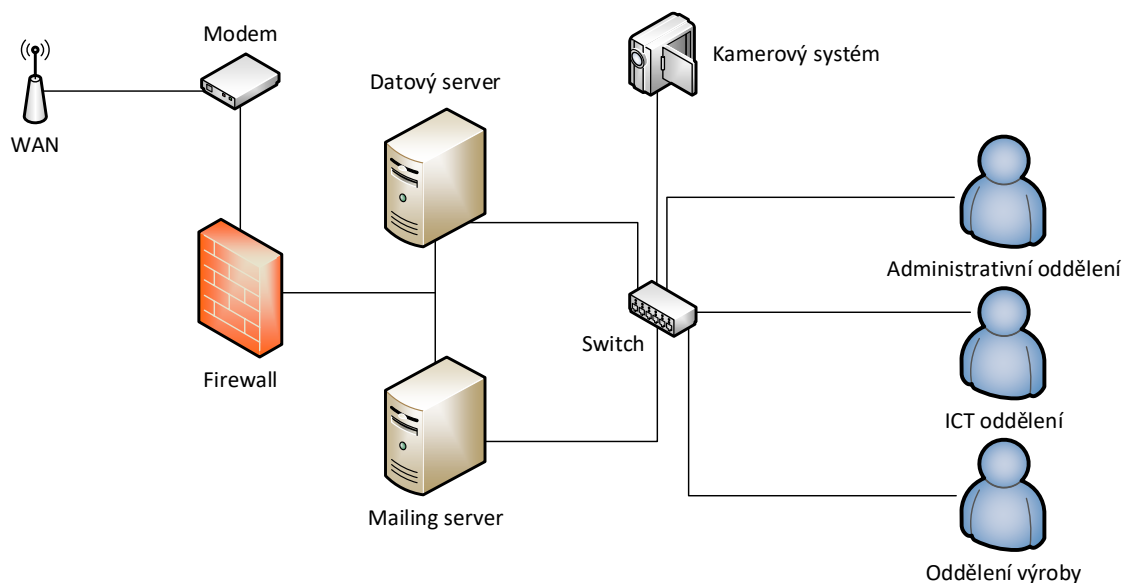 Modem
Kamerový systém
Datový server
WAN
Administrativní oddělení
Switch
Firewall
ICT oddělení
Mailing server
Oddělení výroby